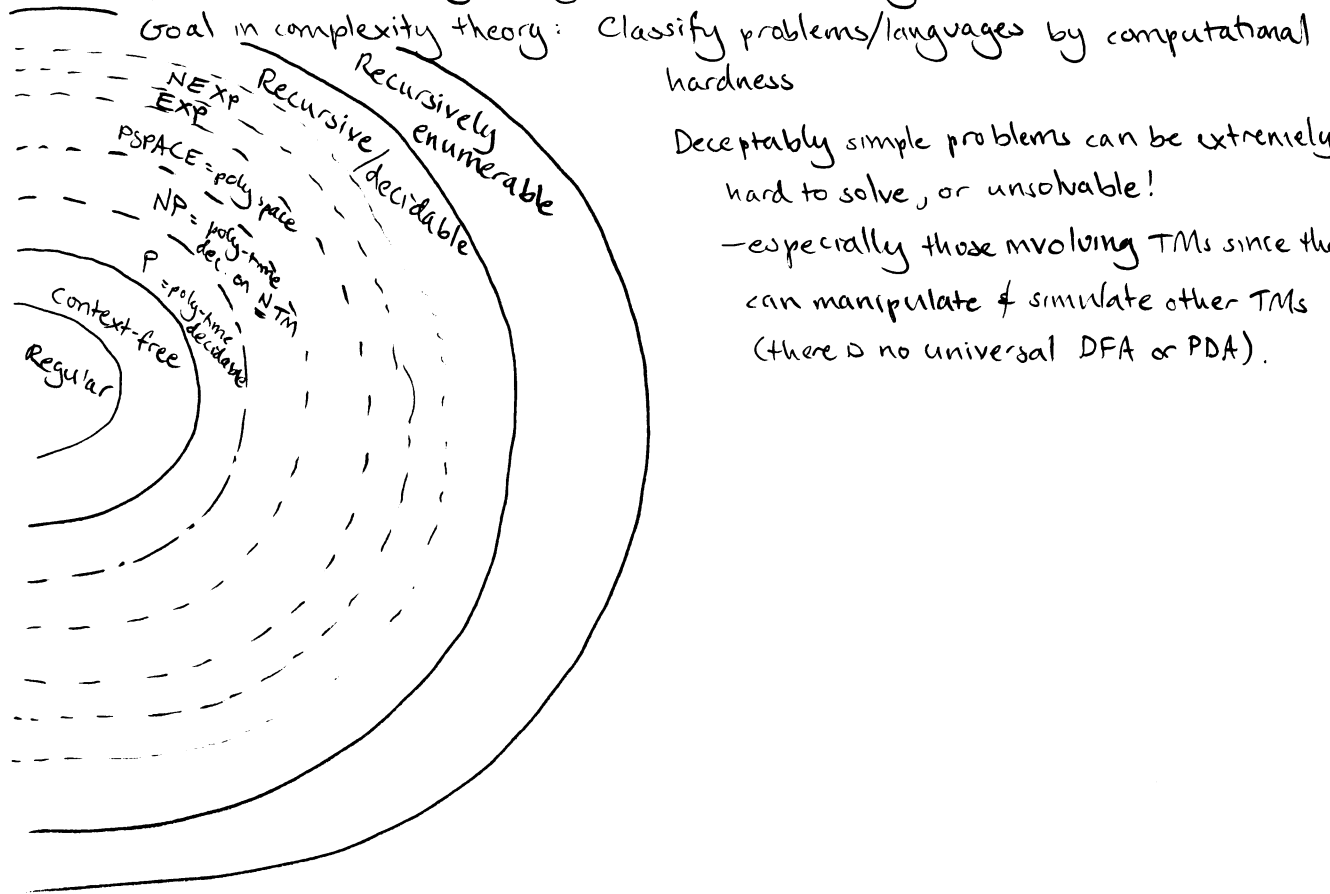 Goal in complexity theory: Classify problems/languages by computational
hardness
Deceptably simple problems can be extremely
hard to solve, or unsolvable!
—especially those involving TMs since the
can manipulate & simulate other TMs
(there is no universal DFA or PDA).
Recursively
enumerable
Recursive/decidable
NEXP
EXP
PSPACE = poly space
NP = poly-time
dec. on NTM
P
= poly-time
decidable
Context-free
Regular